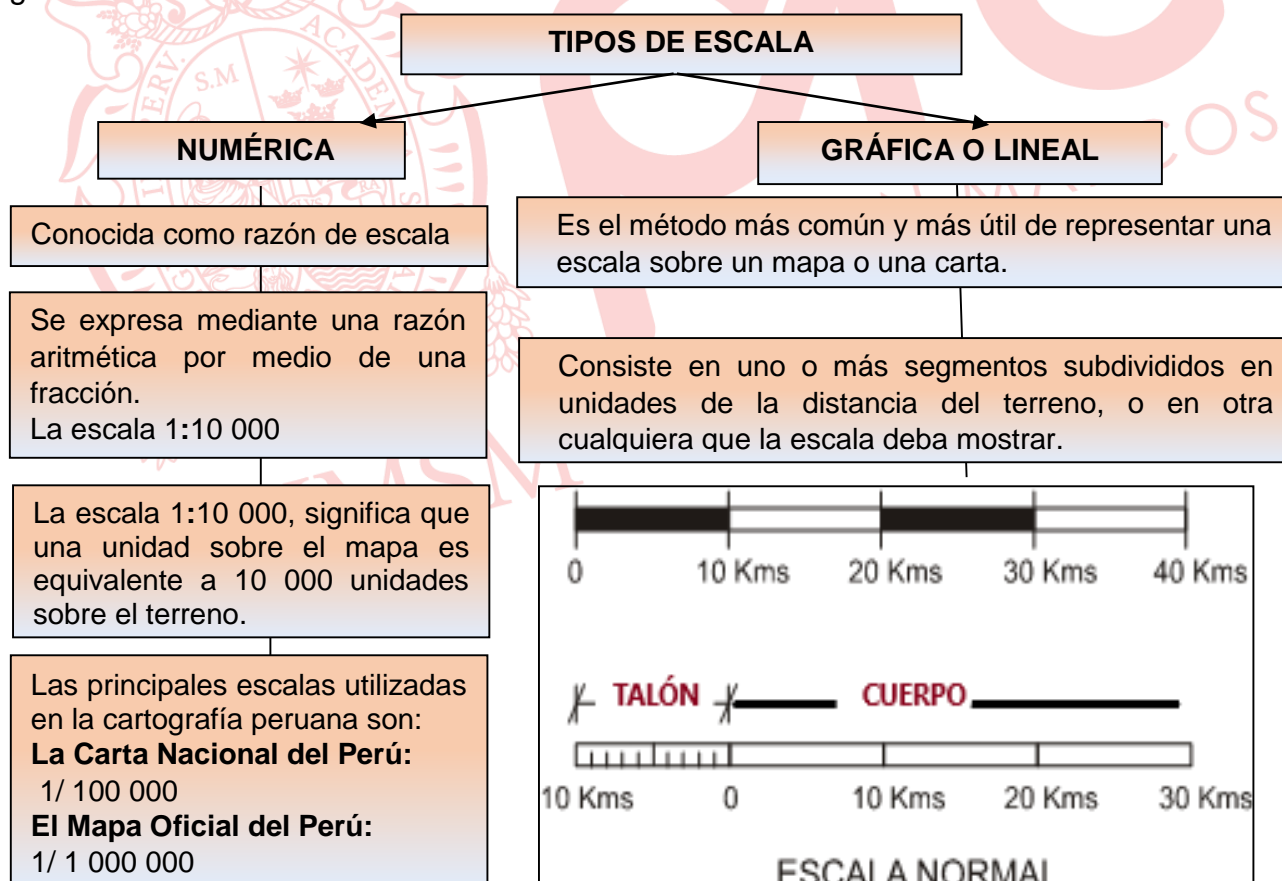 TIPOS DE ESCALA
NUMÉRICA
Conocida como razón de escala
Se expresa mediante una razón
aritmética por medio de una
fracción.
La escala 1:10 000
La escala 1:10 000, significa que
una unidad sobre el mapa es
equivalente a 10 000 unidades
sobre el terreno.
Las principales escalas utilizadas
en la cartografía peruana son:
La Carta Nacional del Perú:
1/ 100 000
El Mapa Oficial del Perú:
1/ 1 000 000
GRÁFICA O LINEAL
Es el método más común y más útil de representar una
escala sobre un mapa o una carta.
Consiste en uno o más segmentos subdivididos en
unidades de la distancia del terreno, o en otra
cualquiera que la escala deba mostrar.
0 10 Kms 20 Kms 30 Kms 40 Kms
TALÓN CUERPO
10 Kms 0 10 Kms 20 Kms 30 Kms
ESCALA NORMAL